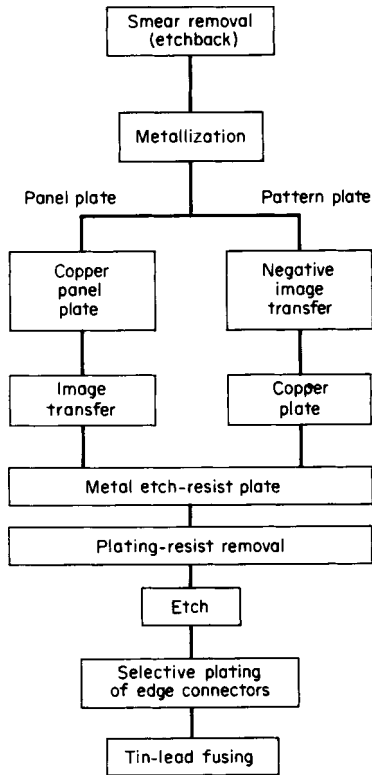 Smear removal
(etchback)
Metallization
Panel plate
Pattern plate
Copper
panel
plate
Negative
image
transfer
Image
transfer
Copper
plate
Metal etch-resist plate
Plating-resist removal
Etch
Selective plating
of edge connectors
Tin-lead fusing